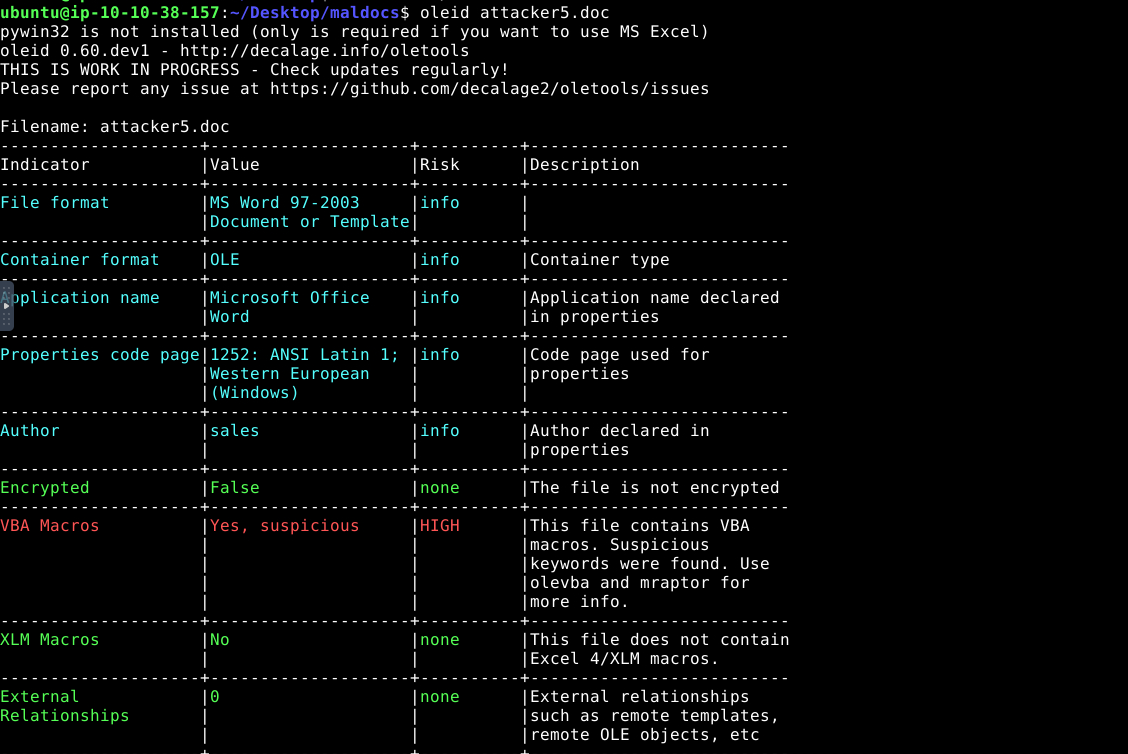 ubuntu@ip-10-10-38-157:~/Desktop/maldocs$ oleid attacker5.doc
pywin32 is not installed (only is required if you want to use MS Excel)
oleid 0.60.dev1 - http://decalage.info/oletools
THIS IS WORK IN PROGRESS - Check updates regularly!
Please report any issue at https://github.com/decalage2/oletools/issues

Filename: attacker5.doc
--------------------+--------------------+----------+--------------------------
Indicator           |Value               |Risk      |Description
--------------------+--------------------+----------+--------------------------
File format         |MS Word 97-2003     |info      |
                    |Document or Template|          |
--------------------+--------------------+----------+--------------------------
Container format    |OLE                 |info      |Container type
--------------------+--------------------+----------+--------------------------
Application name    |Microsoft Office    |info      |Application name declared
                    |Word                |          |in properties
--------------------+--------------------+----------+--------------------------
Properties code page|1252: ANSI Latin 1; |info      |Code page used for
                    |Western European    |          |properties
                    |(Windows)           |          |
--------------------+--------------------+----------+--------------------------
Author              |sales               |info      |Author declared in
                    |                    |          |properties
--------------------+--------------------+----------+--------------------------
Encrypted           |False               |none      |The file is not encrypted
--------------------+--------------------+----------+--------------------------
VBA Macros          |Yes, suspicious     |HIGH      |This file contains VBA
                    |                    |          |macros. Suspicious
                    |                    |          |keywords were found. Use
                    |                    |          |olevba and mraptor for
                    |                    |          |more info.
--------------------+--------------------+----------+--------------------------
XLM Macros          |No                  |none      |This file does not contain
                    |                    |          |Excel 4/XLM macros.
--------------------+--------------------+----------+--------------------------
External            |0                   |none      |External relationships
Relationships       |                    |          |such as remote templates,
                    |                    |          |remote OLE objects, etc